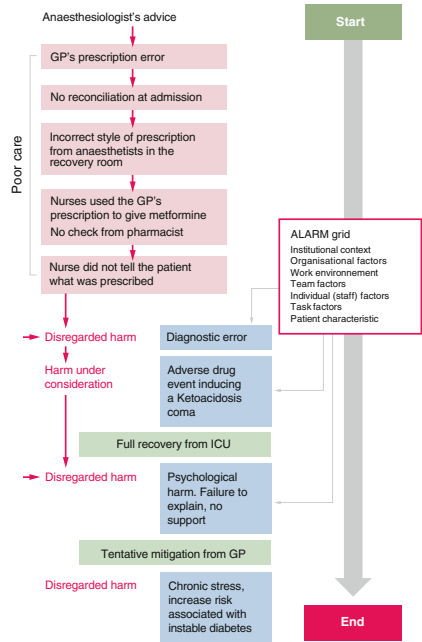 Anaesthesiologist's advice
Start
GP's prescription error
No reconciliation at admission
Incorrect style of prescription
from anaesthetists in the
recovery room
Poor care
Nurses used the GP's
prescription to give metformine
No check from pharmacist
Nurse did not tell the patient
what was prescribed
ALARM grid
Institutional context
Organisational factors
Work environnement
Team factors
Individual (staff) factors
Task factors
Patient characteristic
Disregarded harm
Diagnostic error
Harm under
consideration
Adverse drug
event inducing
a Ketoacidosis
coma
Full recovery from ICU
Disregarded harm
Psychological
harm. Failure to
explain, no
support
Tentative mitigation from GP
Disregarded harm
Chronic stress,
increase risk
associated with
instable diabetes
End